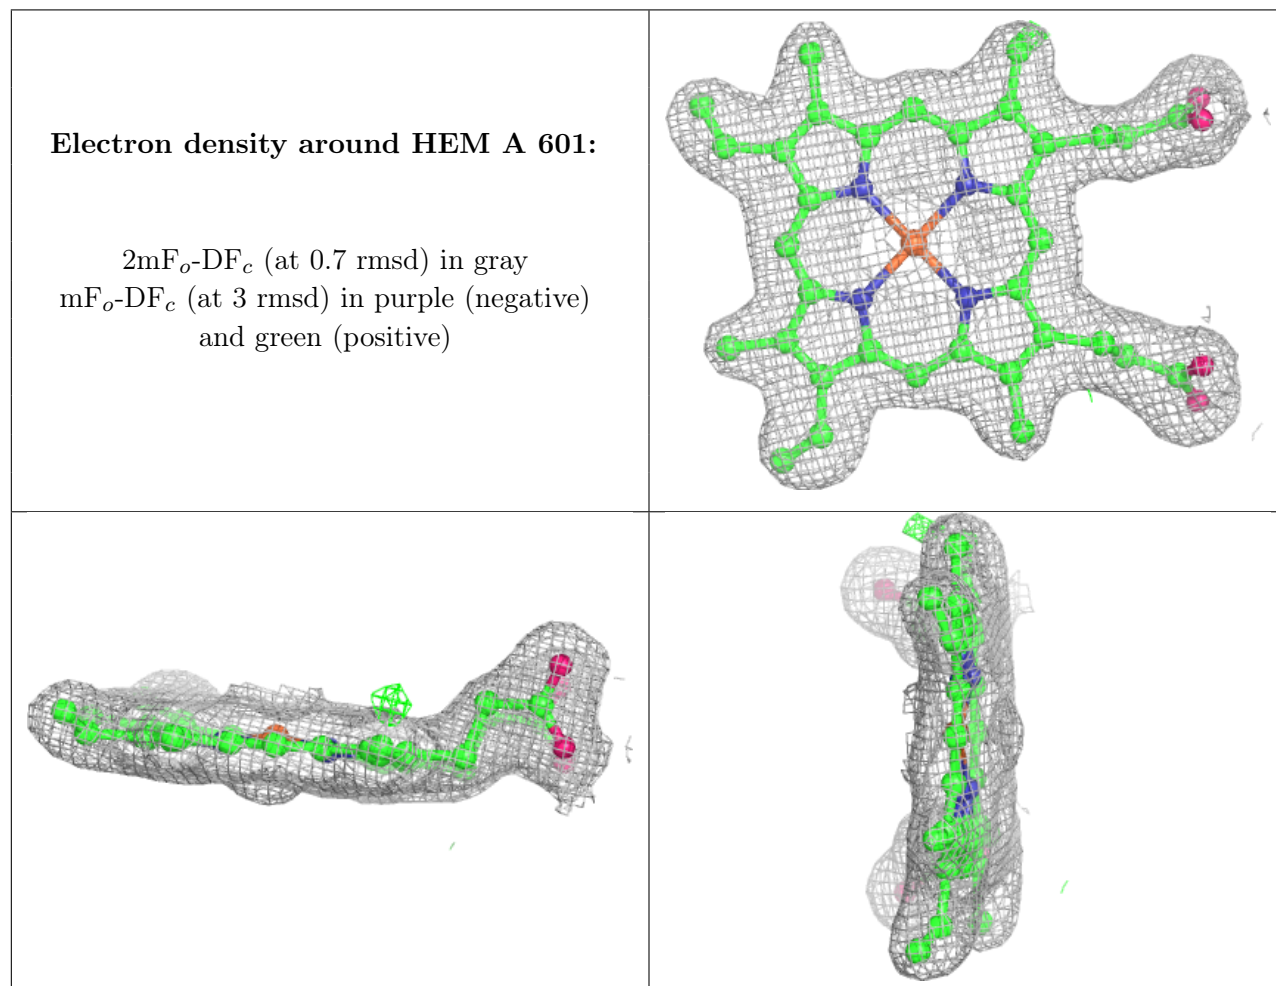 Electron density around HEM A 601:
2mFₒ-DF𝒸 (at 0.7 rmsd) in gray
mFₒ-DF𝒸 (at 3 rmsd) in purple (negative)
and green (positive)